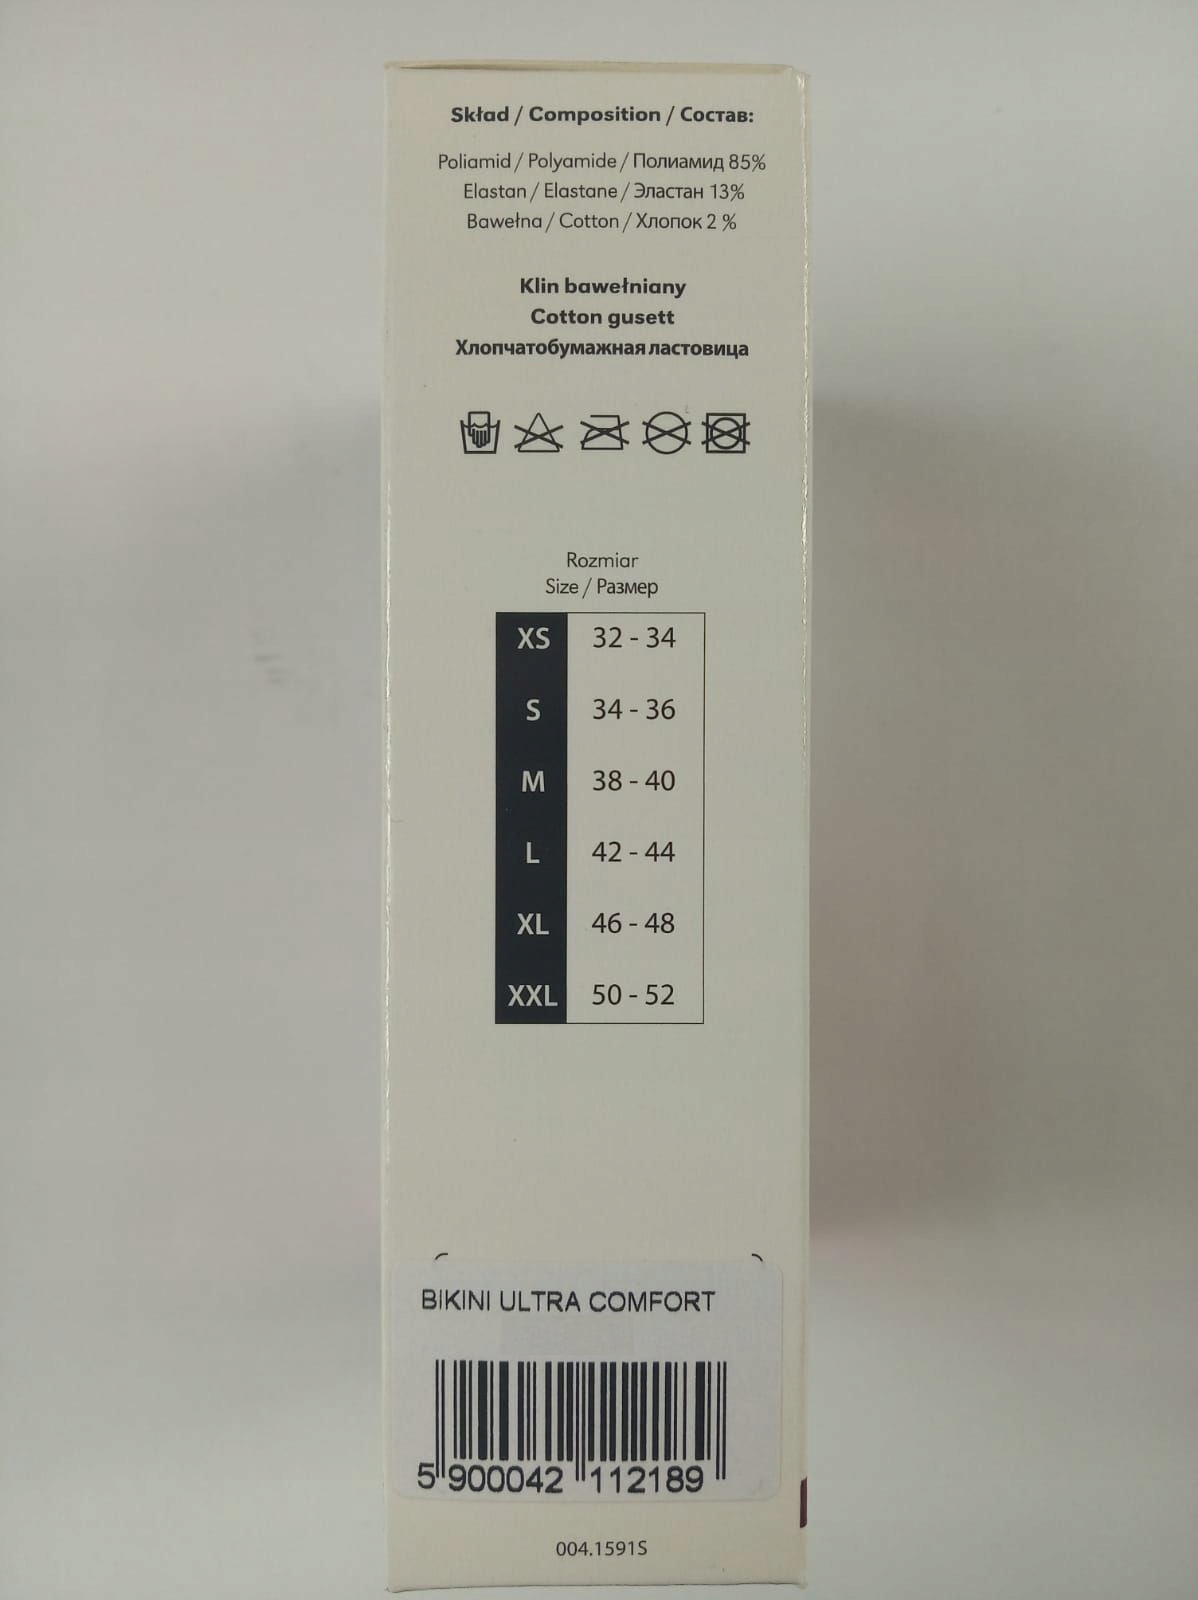 Skład / Composition / Состав:
Poliamid / Polyamide / Полиамид 85%
Elastan / Elastane / Эластан 13%
Bawełna / Cotton / Хлопок 2 %
Klin bawełniany
Cotton gusett
Хлопчатобумажная ластовица
Rozmiar
Size / Размер
XS 32 - 34
S 34 - 36
M 38 - 40
L 42 - 44
XL 46 - 48
XXL 50 - 52
BIKINI ULTRA COMFORT
5 900042 112189
004.1591S